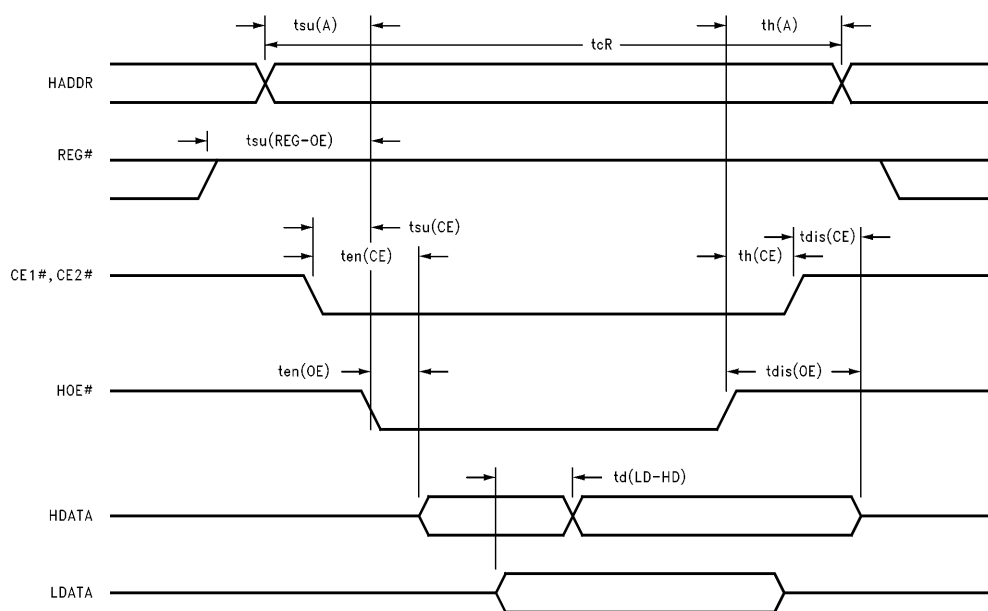 tsu(A)
th(A)
tcR
HADDR
tsu(REG-OE)
REG#
tsu(CE)
tdis(CE)
ten(CE)
th(CE)
CE1#,CE2#
ten(OE)
tdis(OE)
HOE#
td(LD-HD)
HDATA
LDATA